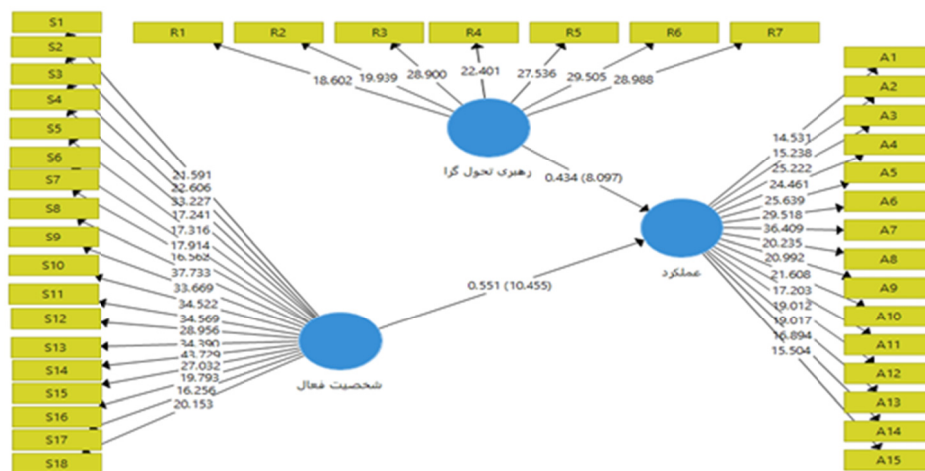 R1
R2
R3
R4
R5
R6
R7
18.602
19.939
28.900
22.401
27.536
29.505
28.988
رهبری تحول گرا
0.434 (8.097)
S1
S2
S3
S4
S5
S6
S7
S8
S9
S10
S11
S12
S13
S14
S15
S16
S17
S18
21.591
22.606
33.227
17.241
17.316
17.914
16.562
37.733
33.669
34.522
34.569
28.956
34.390
43.729
27.032
19.793
16.256
20.153
شخصیت فعال
0.551 (10.455)
عملکرد
14.531
15.238
25.222
24.461
25.639
29.518
36.409
20.235
20.992
21.608
17.203
19.012
19.017
16.894
15.504
A1
A2
A3
A4
A5
A6
A7
A8
A9
A10
A11
A12
A13
A14
A15